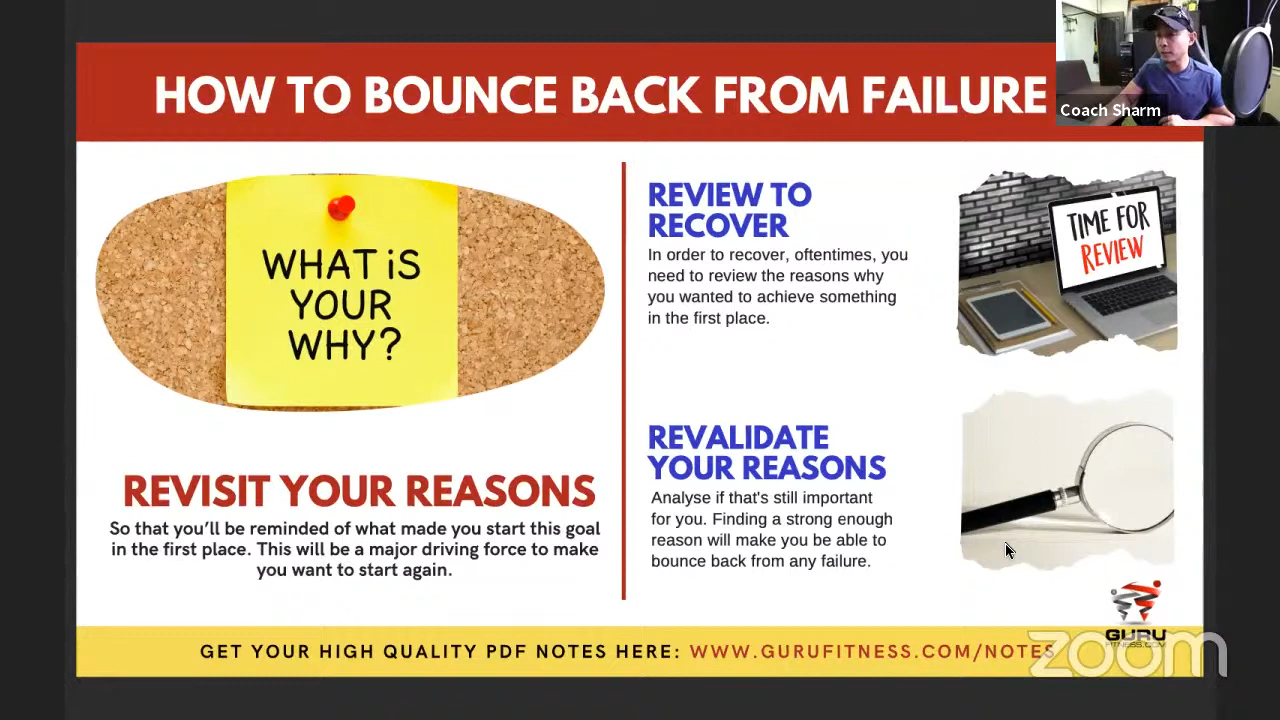 HOW TO BOUNCE BACK FROM FAILURE
Coach Sharm
WHAT iS
YOUR
WHY?
REVISIT YOUR REASONS
So that you’ll be reminded of what made you start this goal
in the first place. This will be a major driving force to make
you want to start again.
REVIEW TO
RECOVER
In order to recover, oftentimes, you
need to review the reasons why
you wanted to achieve something
in the first place.
TIME FOR
REVIEW
REVALIDATE
YOUR REASONS
Analyse if that's still important
for you. Finding a strong enough
reason will make you be able to
bounce back from any failure.
GURU
FITNESS.COM
GET YOUR HIGH QUALITY PDF NOTES HERE: WWW.GURUFITNESS.COM/NOTES
zoom